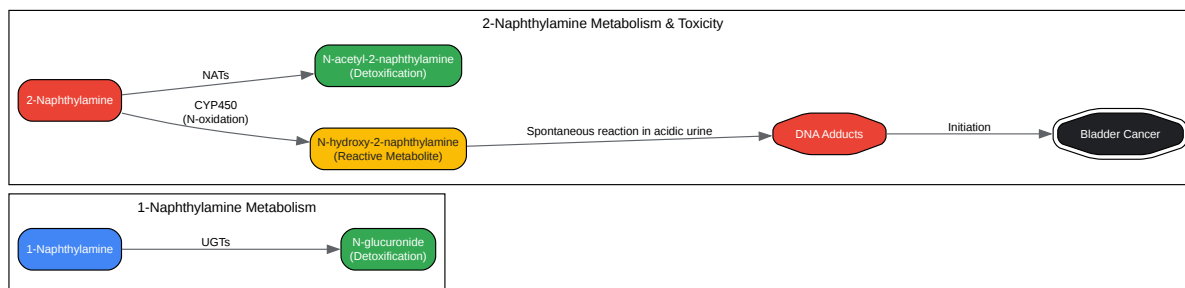 2-Naphthylamine Metabolism & Toxicity
N-acetyl-2-naphthylamine
(Detoxification)
NATs
2-Naphthylamine
CYP450
(N-oxidation)
N-hydroxy-2-naphthylamine
(Reactive Metabolite)
Spontaneous reaction in acidic urine
DNA Adducts
Initiation
Bladder Cancer
1-Naphthylamine Metabolism
1-Naphthylamine
UGTs
N-glucuronide
(Detoxification)